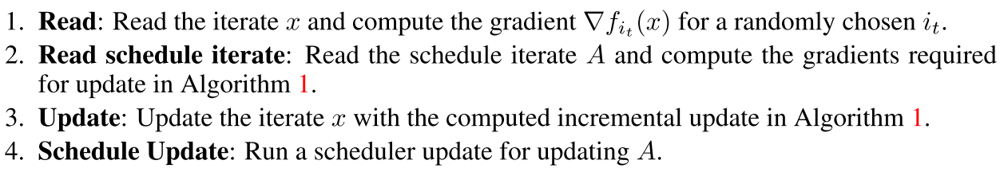 1. Read: Read the iterate x and compute the gradient ∇f_{i_t}(x) for a randomly chosen i_t.
2. Read schedule iterate: Read the schedule iterate A and compute the gradients required
for update in Algorithm 1.
3. Update: Update the iterate x with the computed incremental update in Algorithm 1.
4. Schedule Update: Run a scheduler update for updating A.